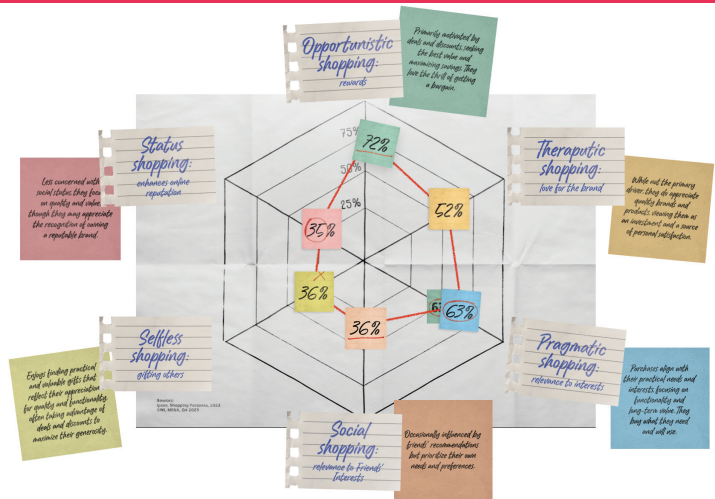 Opportunistic
shopping:
rewards
Primarily motivated by
deals and discounts seeking
the best value and
maximizing savings. They
love the thrill of getting
a bargain.
Status
shopping:
enhances online
reputation
Less concerned with
social status, they focus
on quality and value,
though they may appreciate
the recognition of owning
a reputable brand.
Theraputic
shopping:
love for the brand
While not the primary
driver, they do appreciate
quality brands and
products, viewing them as
an investment and a source
of personal satisfaction.
75%
50%
25%
72%
52%
35%
36%
36%
63%
63%
Selfless
shopping:
gifting others
Enjoys finding practical
and valuable gifts that
reflect their appreciation
for quality and functionality,
often taking advantage of
deals and discounts to
maximize their generosity.
Pragmatic
shopping:
relevance to interests
Purchases align with
their practical needs and
interests, focusing on
functionality and
long-term value. They
buy what they need
and will use.
Social
shopping:
relevance to Friends'
Interests
Occasionally influenced by
friends' recommendations
but prioritize their own
needs and preferences.
Sources: